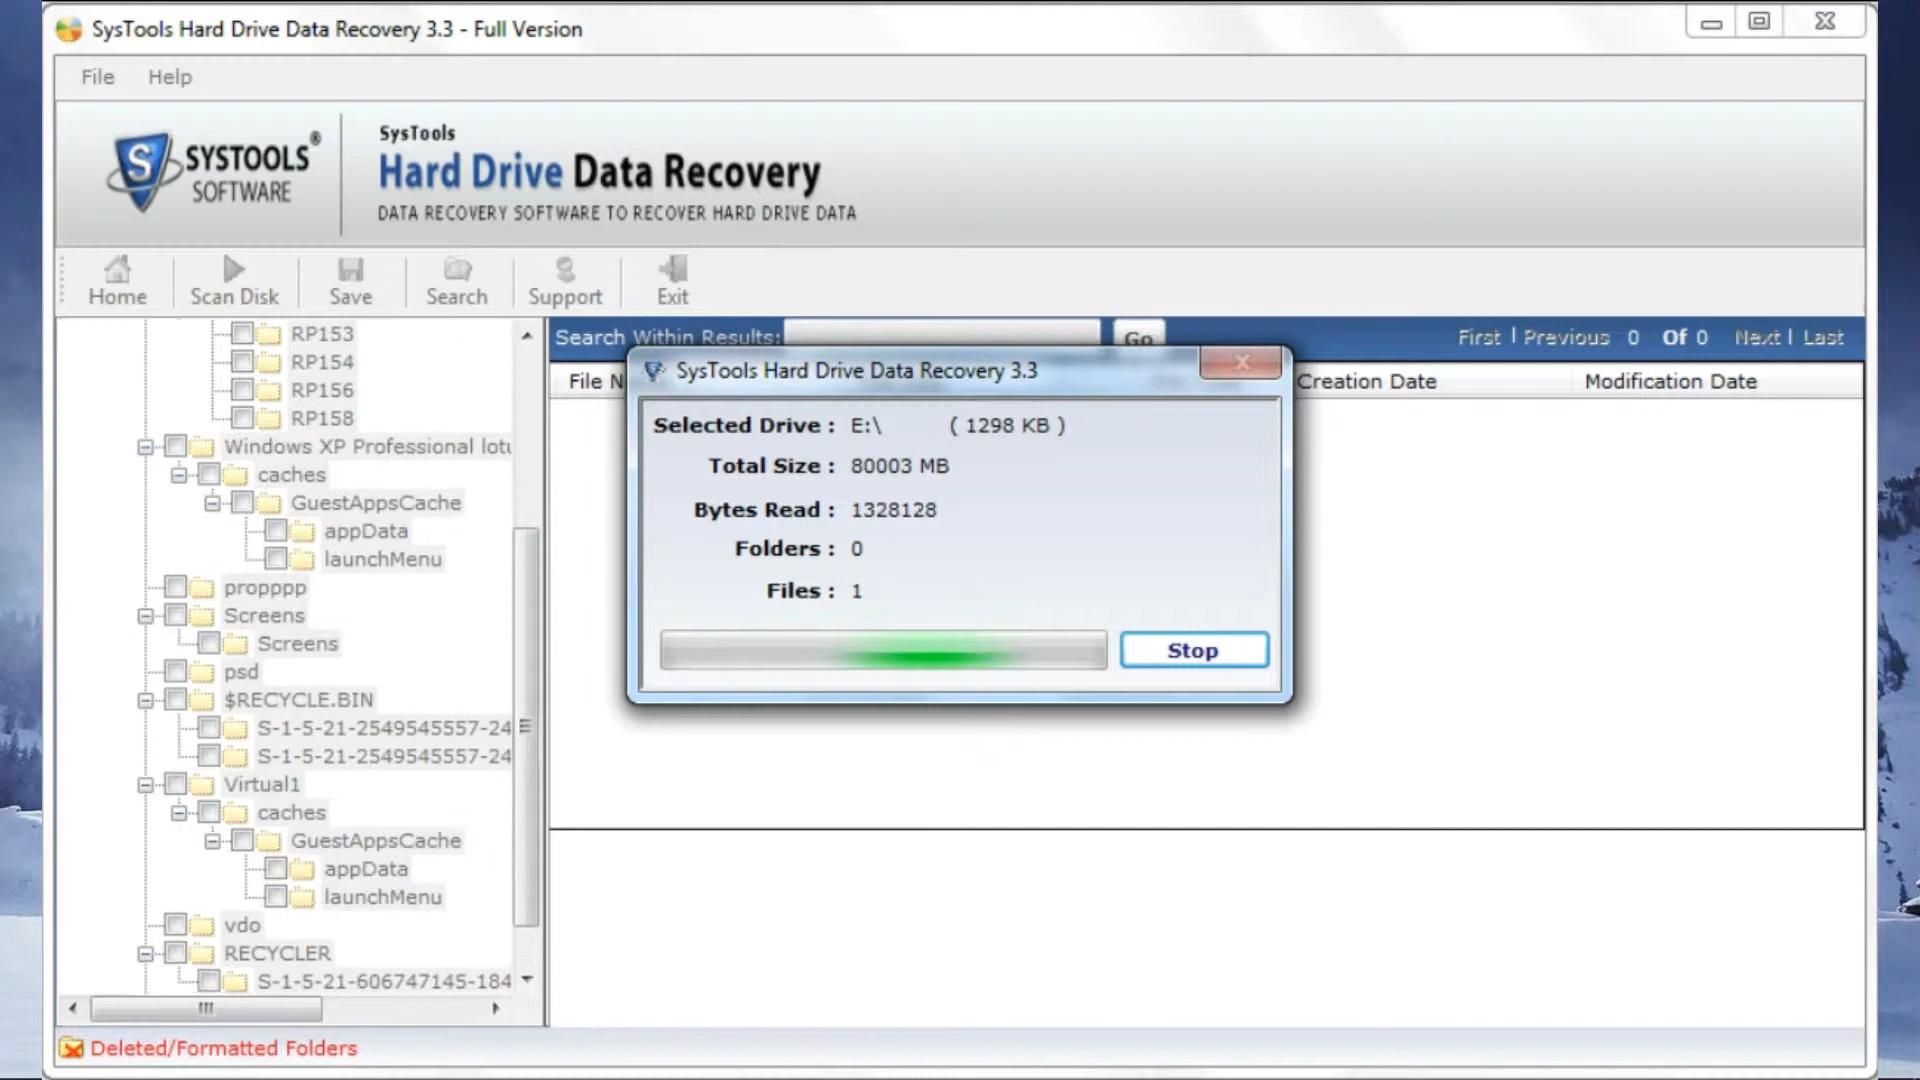 SysTools Hard Drive Data Recovery 3.3 - Full Version
File Help
SYSTOOLS®
SOFTWARE
SysTools
Hard Drive Data Recovery
DATA RECOVERY SOFTWARE TO RECOVER HARD DRIVE DATA
Home Scan Disk Save Search Support Exit
RP153
RP154
RP156
RP158
Windows XP Professional lotu
caches
GuestAppsCache
appData
launchMenu
propppp
Screens
Screens
psd
$RECYCLE.BIN
S-1-5-21-2549545557-24
S-1-5-21-2549545557-24
Virtual1
caches
GuestAppsCache
appData
launchMenu
vdo
RECYCLER
S-1-5-21-606747145-184
Deleted/Formatted Folders
Search Within Results: Go First | Previous 0 Of 0 Next | Last
File N Creation Date Modification Date
SysTools Hard Drive Data Recovery 3.3
Selected Drive : E:\ ( 1298 KB )
Total Size : 80003 MB
Bytes Read : 1328128
Folders : 0
Files : 1
Stop